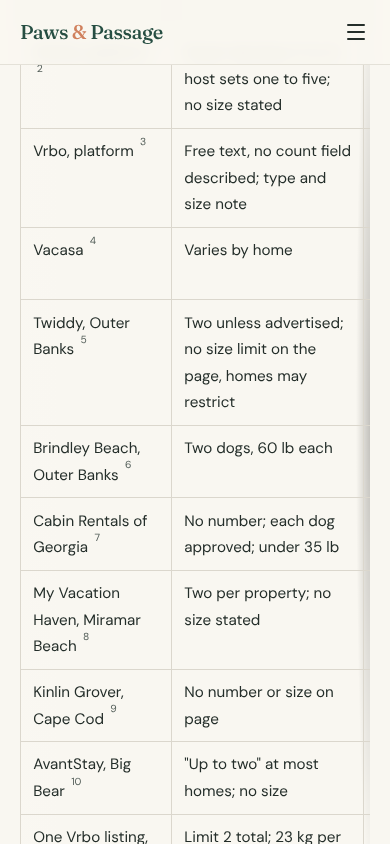 Paws & Passage
2
host sets one to five;
no size stated
Vrbo, platform 3
Free text, no count field
described; type and
size note
Vacasa 4
Varies by home
Twiddy, Outer
Banks 5
Two unless advertised;
no size limit on the
page, homes may
restrict
Brindley Beach,
Outer Banks 6
Two dogs, 60 lb each
Cabin Rentals of
Georgia 7
No number; each dog
approved; under 35 lb
My Vacation
Haven, Miramar
Beach 8
Two per property; no
size stated
Kinlin Grover,
Cape Cod 9
No number or size on
page
AvantStay, Big
Bear 10
"Up to two" at most
homes; no size
One Vrbo listing,
Limit 2 total; 23 kg per